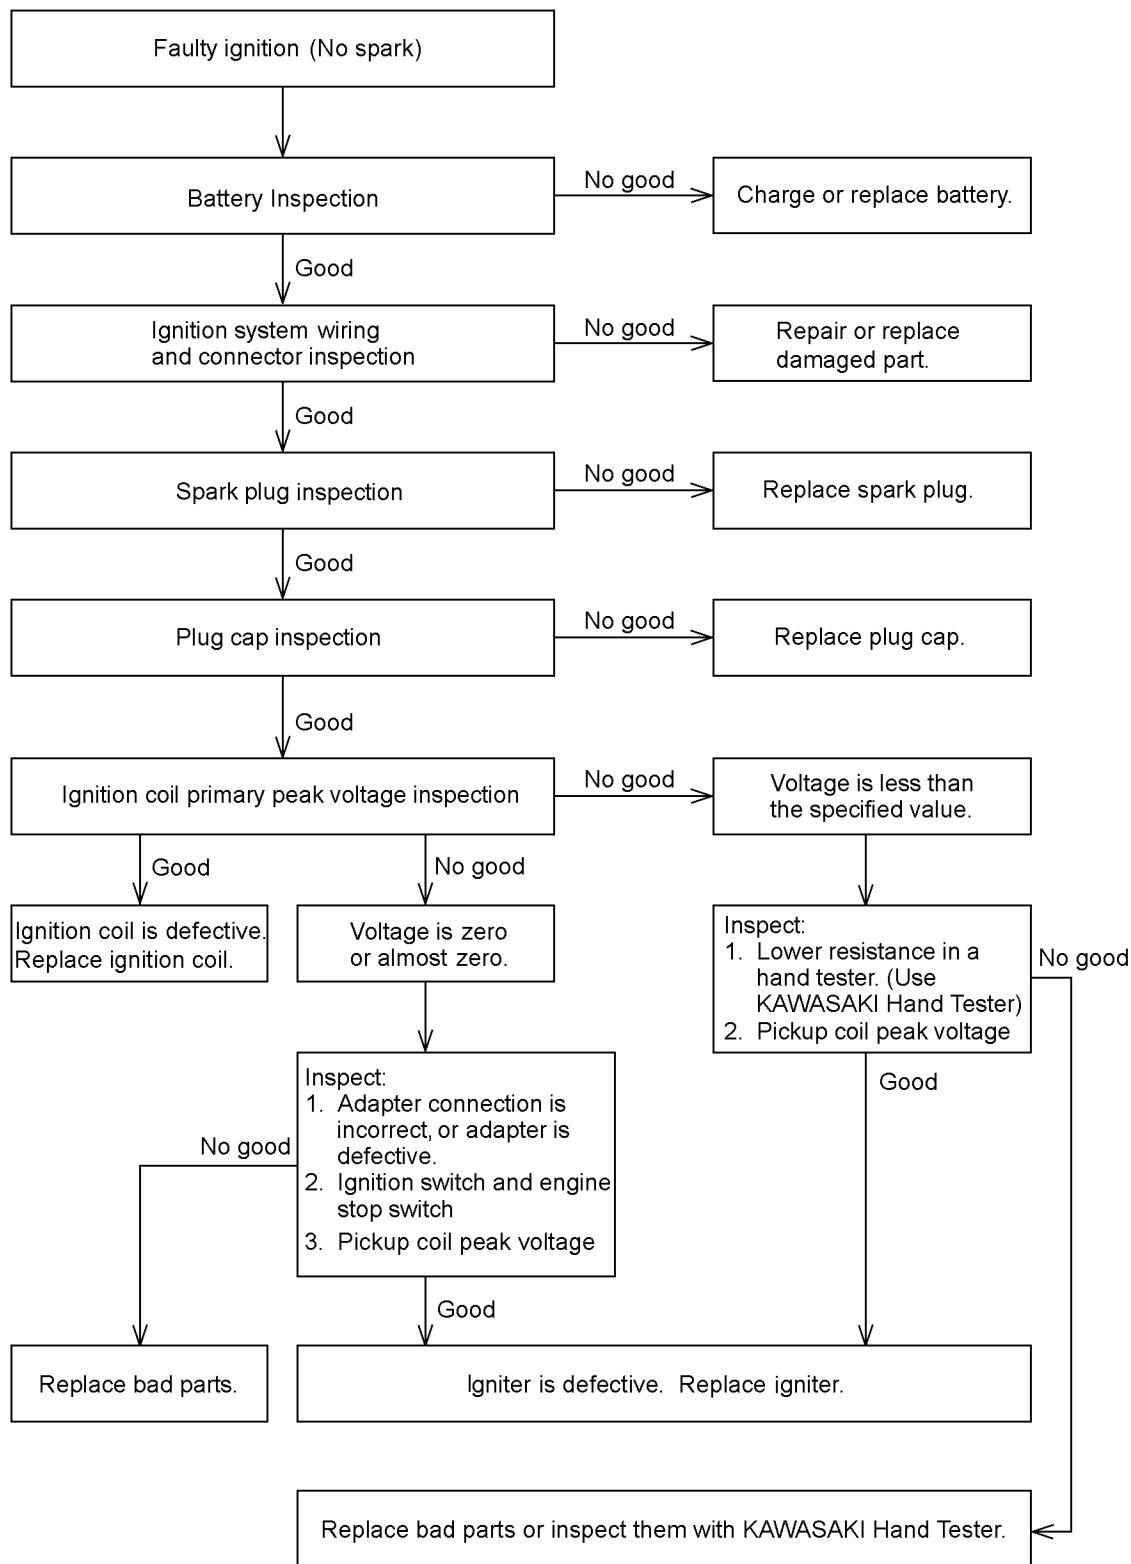 Faulty ignition (No spark)
Battery Inspection
No good
Charge or replace battery.
Good
Ignition system wiring
and connector inspection
No good
Repair or replace
damaged part.
Good
Spark plug inspection
No good
Replace spark plug.
Good
Plug cap inspection
No good
Replace plug cap.
Good
Ignition coil primary peak voltage inspection
No good
Voltage is less than
the specified value.
Good
No good
Ignition coil is defective.
Replace ignition coil.
Voltage is zero
or almost zero.
Inspect:
1. Lower resistance in a
hand tester. (Use
KAWASAKI Hand Tester)
2. Pickup coil peak voltage
No good
Good
Inspect:
1. Adapter connection is
incorrect, or adapter is
defective.
2. Ignition switch and engine
stop switch
3. Pickup coil peak voltage
No good
Good
Replace bad parts.
Igniter is defective. Replace igniter.
Replace bad parts or inspect them with KAWASAKI Hand Tester.